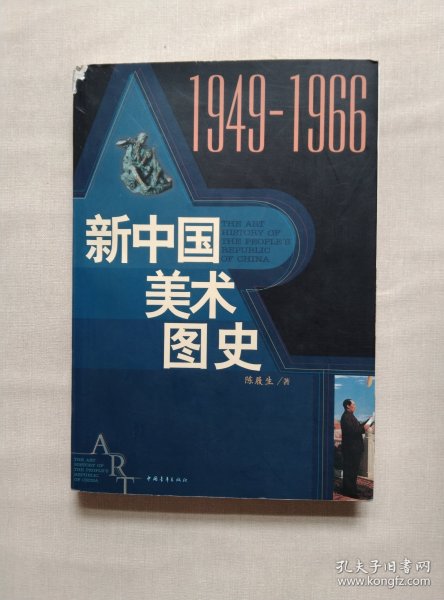 1949-1966
THE ART
HISTORY OF
THE PEOPLE'S
REPUBLIC
OF CHINA
新中国
美术
图史
陈履生/著
ART
THE ART
HISTORY OF
THE PEOPLE'S
REPUBLIC
OF CHINA
中国青年出版社
孔夫子旧书网
www.kongfz.com